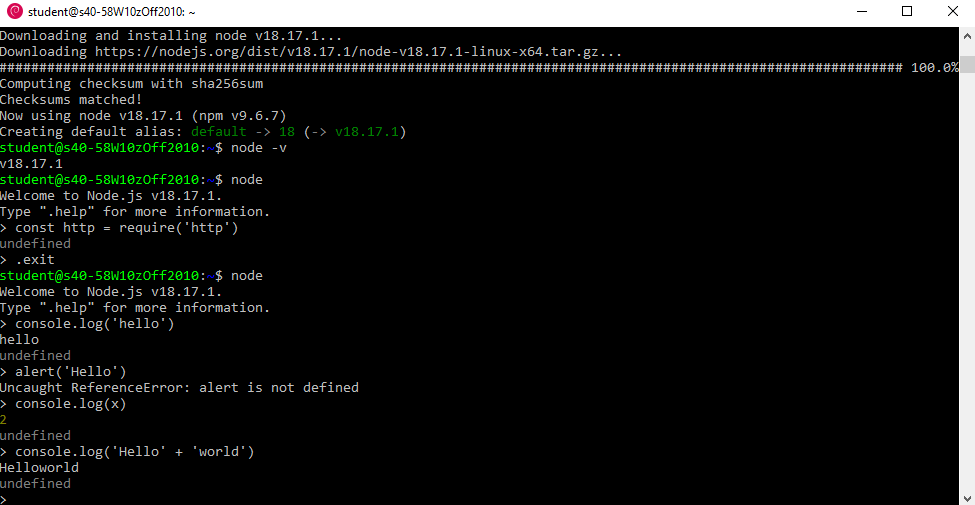 student@s40-58W10zOff2010: ~
Downloading and installing node v18.17.1...
Downloading https://nodejs.org/dist/v18.17.1/node-v18.17.1-linux-x64.tar.gz...
################################################################################################################# 100.0%
Computing checksum with sha256sum
Checksums matched!
Now using node v18.17.1 (npm v9.6.7)
Creating default alias: default -> 18 (-> v18.17.1)
student@s40-58W10zOff2010:~$ node -v
v18.17.1
student@s40-58W10zOff2010:~$ node
Welcome to Node.js v18.17.1.
Type ".help" for more information.
> const http = require('http')
undefined
> .exit
student@s40-58W10zOff2010:~$ node
Welcome to Node.js v18.17.1.
Type ".help" for more information.
> console.log('hello')
hello
undefined
> alert('Hello')
Uncaught ReferenceError: alert is not defined
> console.log(x)
2
undefined
> console.log('Hello' + 'world')
Helloworld
undefined
>